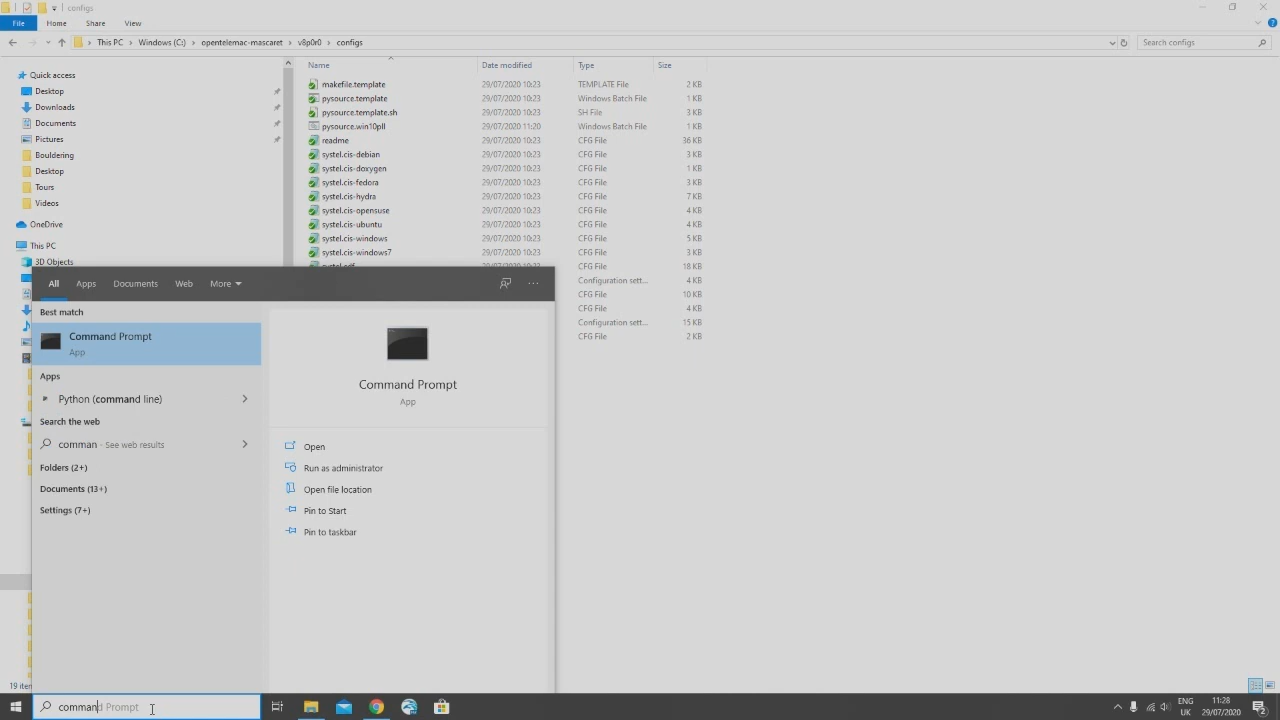 configs
File Home Share View
This PC Windows (C:) opentelemac-mascaret v8p0r0 configs
Search configs
Name Date modified Type Size
Quick access
Desktop
Downloads
Documents
Pictures
Bouldering
Desktop
Tours
Videos
OneDrive
This PC
3D Objects
makefile.template 29/07/2020 10:23 TEMPLATE File 2 KB
pysource.template 29/07/2020 10:23 Windows Batch File 1 KB
pysource.template.sh 29/07/2020 10:23 SH File 3 KB
pysource.win10pll 29/07/2020 11:20 Windows Batch File 1 KB
readme 29/07/2020 10:23 CFG File 36 KB
systel.cis-debian 29/07/2020 10:23 CFG File 3 KB
systel.cis-doxygen 29/07/2020 10:23 CFG File 1 KB
systel.cis-fedora 29/07/2020 10:23 CFG File 3 KB
systel.cis-hydra 29/07/2020 10:23 CFG File 7 KB
systel.cis-opensuse 29/07/2020 10:23 CFG File 4 KB
systel.cis-ubuntu 29/07/2020 10:23 CFG File 4 KB
systel.cis-windows 29/07/2020 10:23 CFG File 5 KB
systel.cis-windows7 29/07/2020 10:23 CFG File 3 KB
CFG File 18 KB
Configuration sett... 4 KB
CFG File 10 KB
CFG File 4 KB
Configuration sett... 15 KB
CFG File 2 KB
All Apps Documents Web More
Best match
Command Prompt
App
Apps
Python (command line)
Search the web
comman - See web results
Folders (2+)
Documents (13+)
Settings (7+)
Command Prompt
App
Open
Run as administrator
Open file location
Pin to Start
Pin to taskbar
19 iten
command Prompt
ENG
UK
11:28
29/07/2020
2